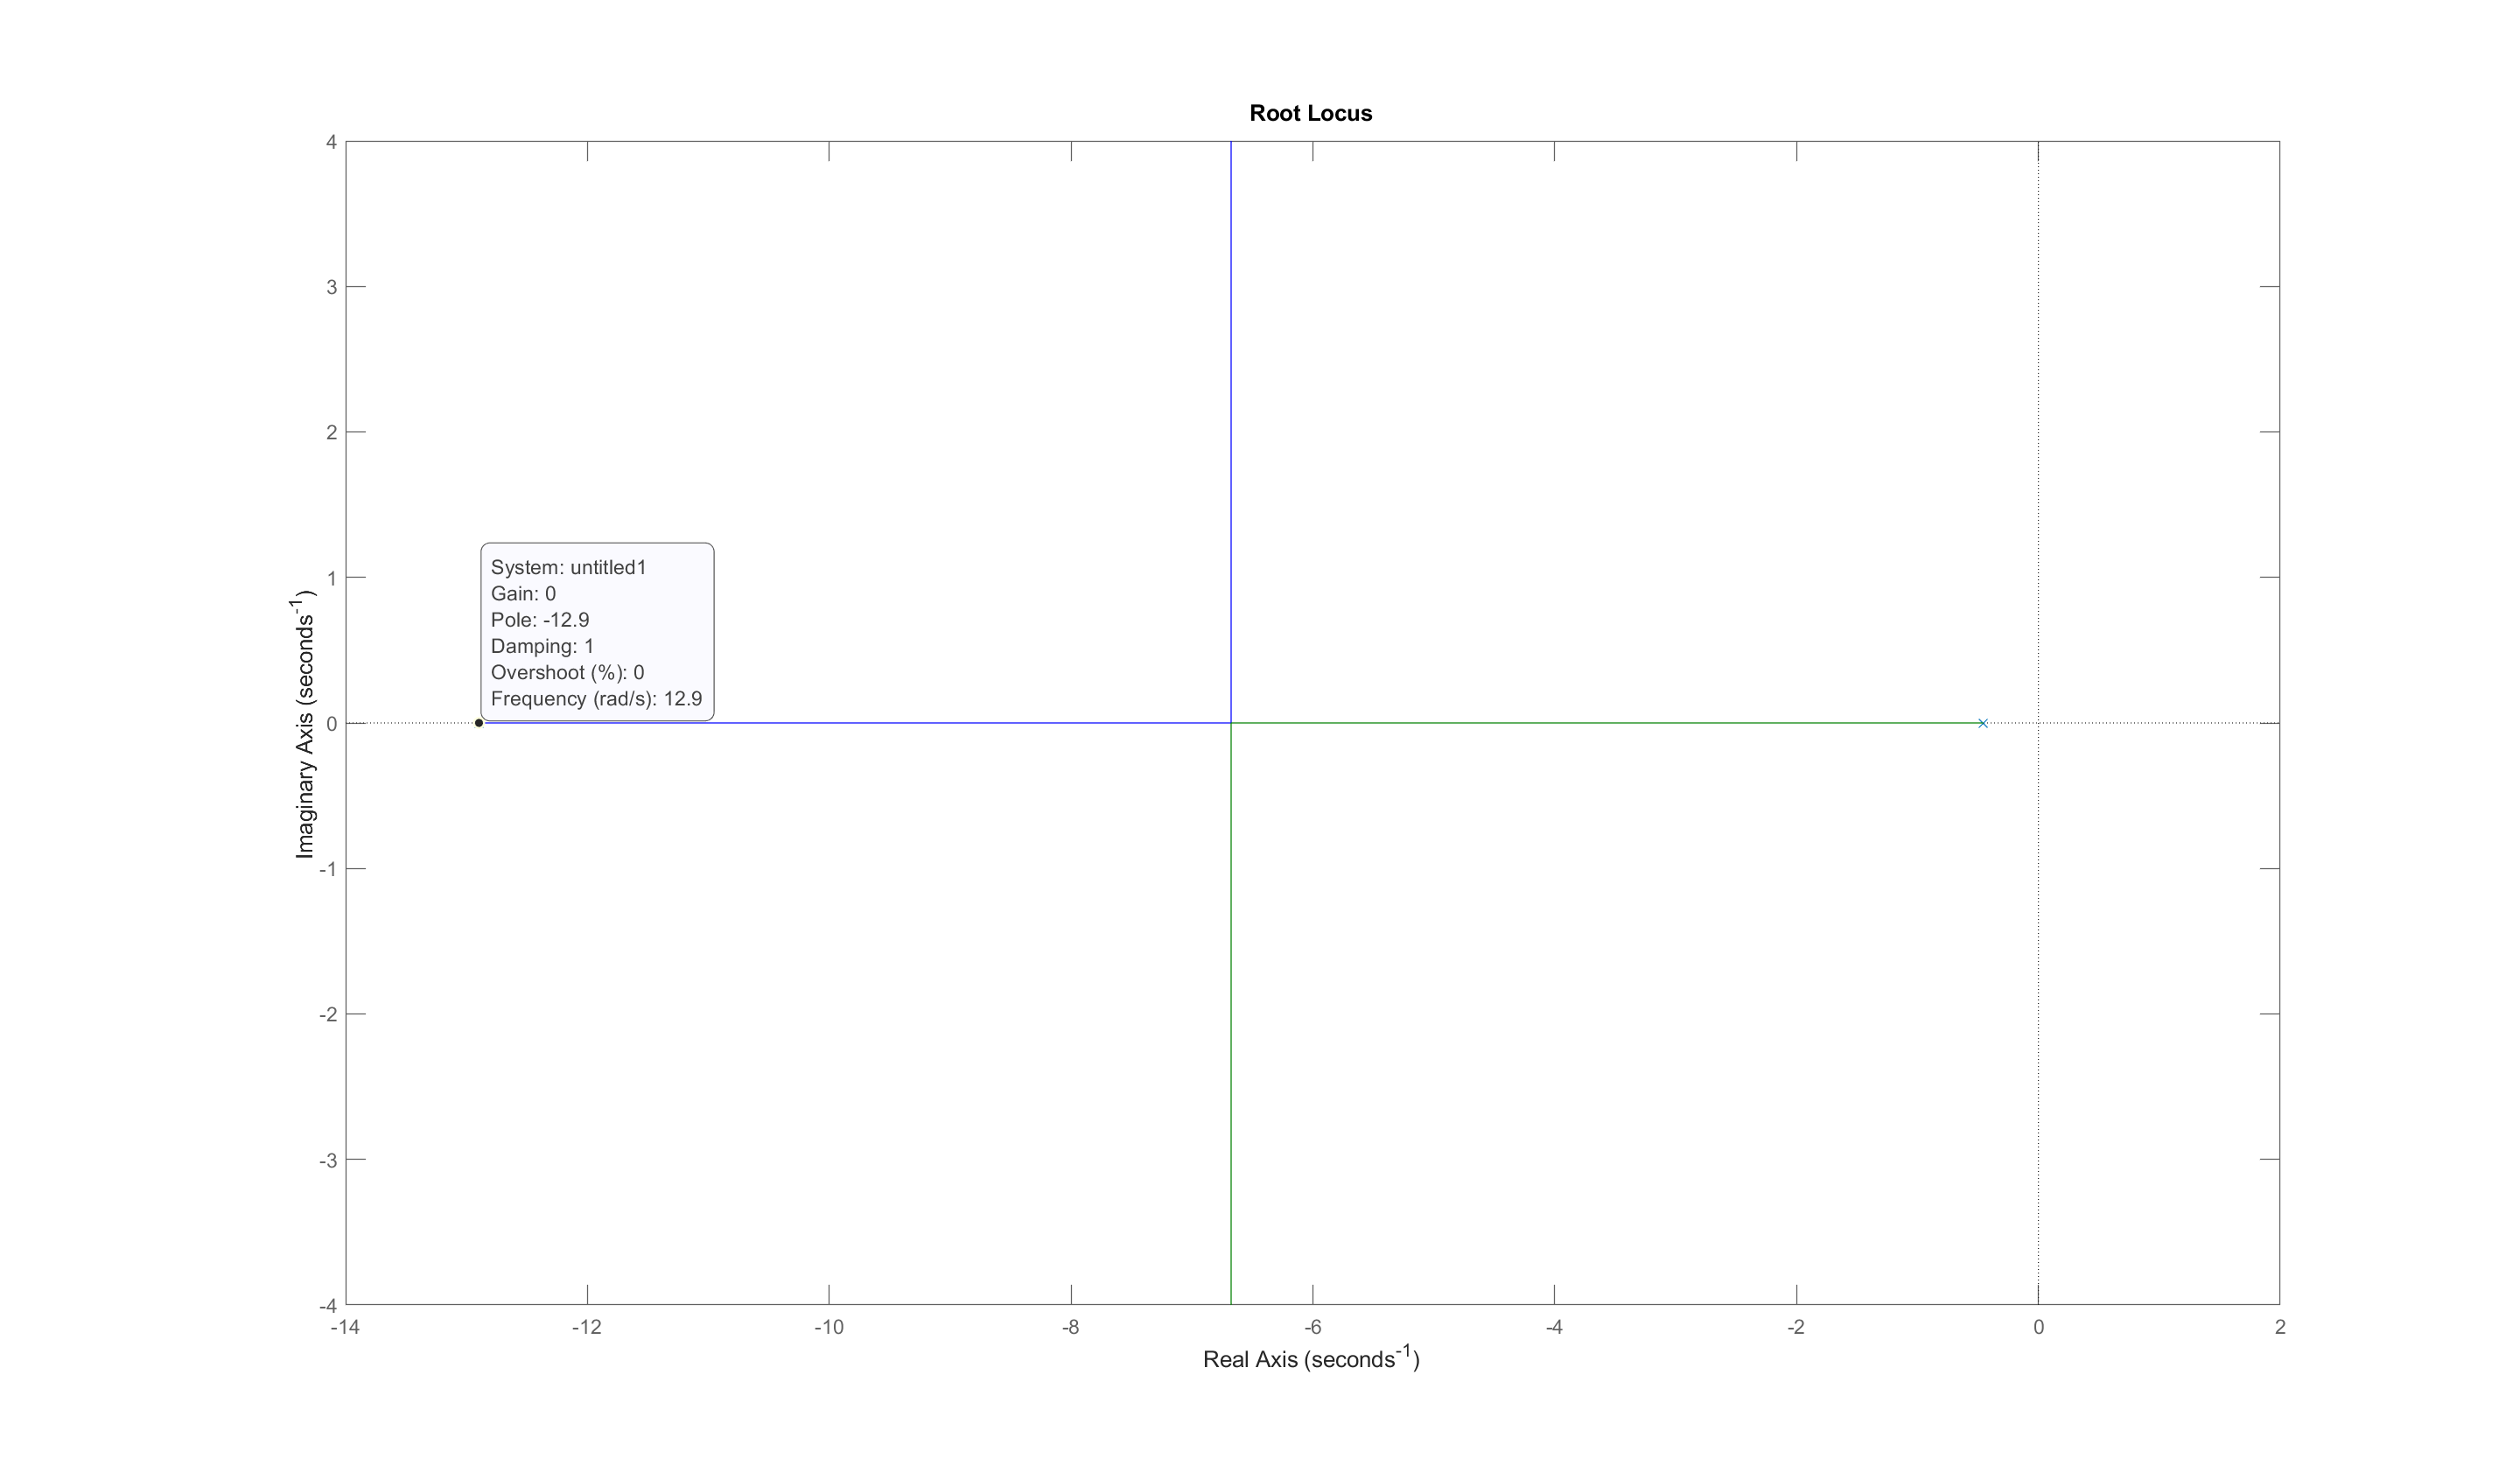 Root Locus
4
3
2
1
0
-1
-2
-3
-4
Imaginary Axis (seconds-1)
System: untitled1
Gain: 0
Pole: -12.9
Damping: 1
Overshoot (%): 0
Frequency (rad/s): 12.9
-14 -12 -10 -8 -6 -4 -2 0 2
Real Axis (seconds-1)